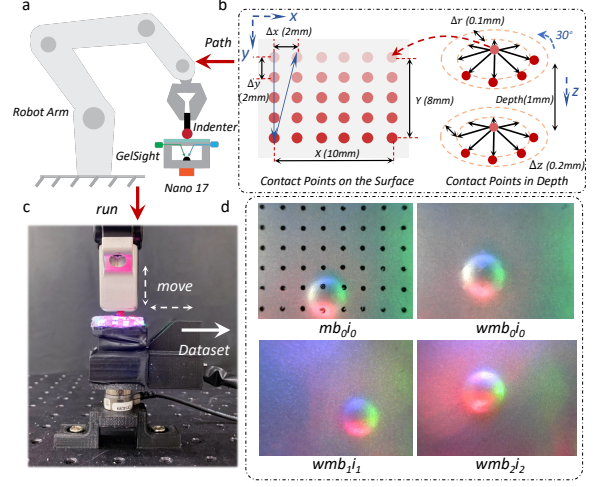 a
Path
Robot Arm
Indenter
GelSight
Nano 17
b
x
y
Δx (2mm)
Δy
(2mm)
Y (8mm)
X (10mm)
Contact Points on the Surface
Δr (0.1mm)
30°
Depth(1mm)
z
Δz (0.2mm)
Contact Points in Depth
run
c
move
Dataset
d
mb₀i₀
wmb₀i₀
wmb₁i₁
wmb₂i₂